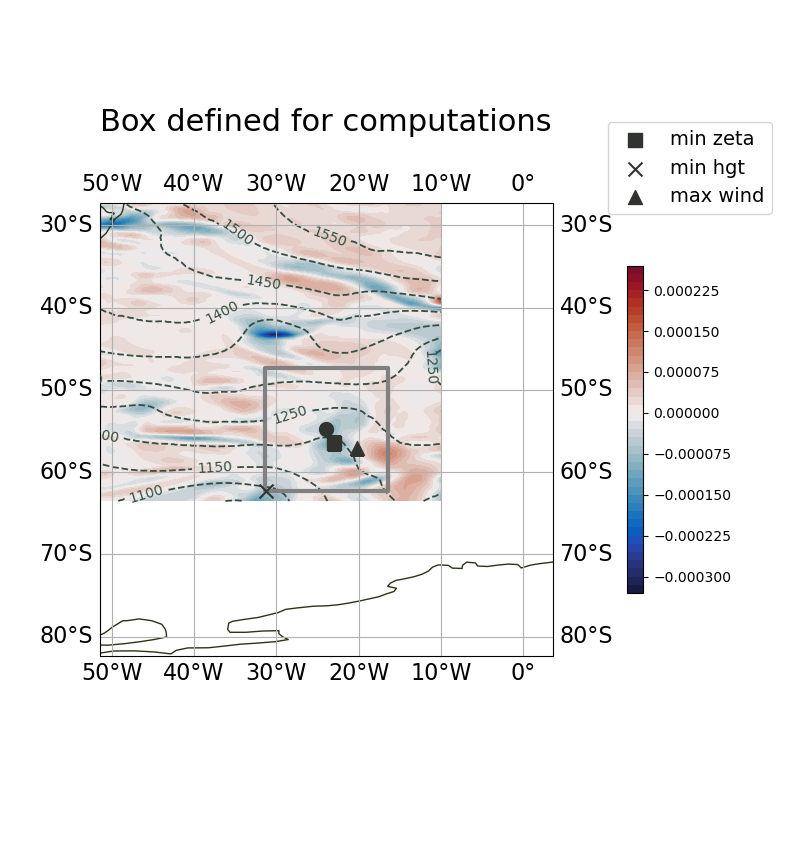 Box defined for computations
min zeta
min hgt
max wind
50°W 40°W 30°W 20°W 10°W 0°
30°S 30°S
40°S 40°S
50°S 50°S
60°S 60°S
70°S 70°S
80°S 80°S
50°W 40°W 30°W 20°W 10°W 0°
1500
1550
1450
1400
1250
1250
00
1150
1100
0.000225
0.000150
0.000075
0.000000
−0.000075
−0.000150
−0.000225
−0.000300